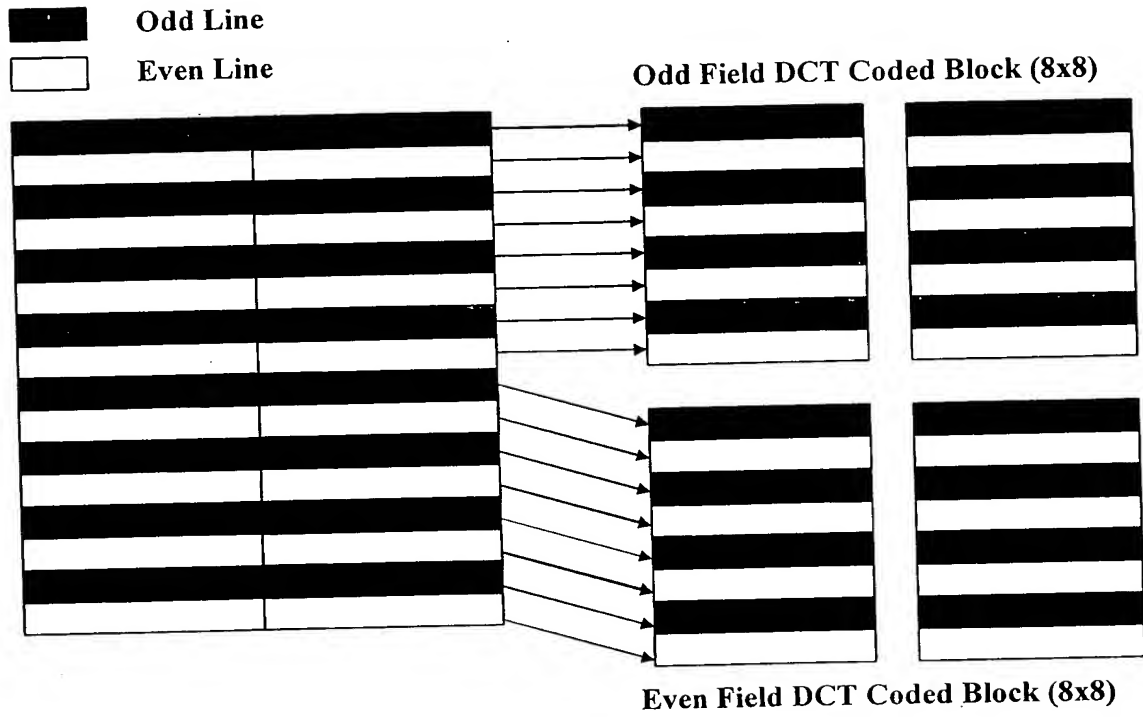 Odd Line
Even Line
Odd Field DCT Coded Block (8x8)
Even Field DCT Coded Block (8x8)